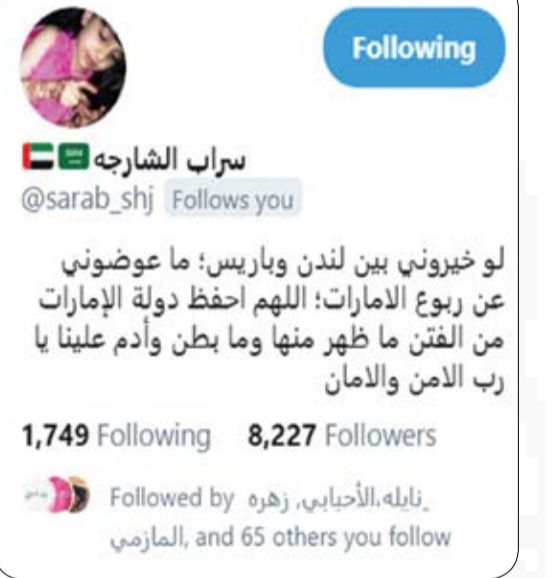 Following
سراب الشارجه
@sarab_shj Follows you
لو خيروني بين لندن وباريس؛ ما عوضوني
عن ربوع الامارات؛ اللهم احفظ دولة الإمارات
من الفتن ما ظهر منها وما بطن وأدم علينا يا
رب الامن والامان
1,749 Following 8,227 Followers
Followed by نايله،الأحبابي, زهره
المازمي, and 65 others you follow